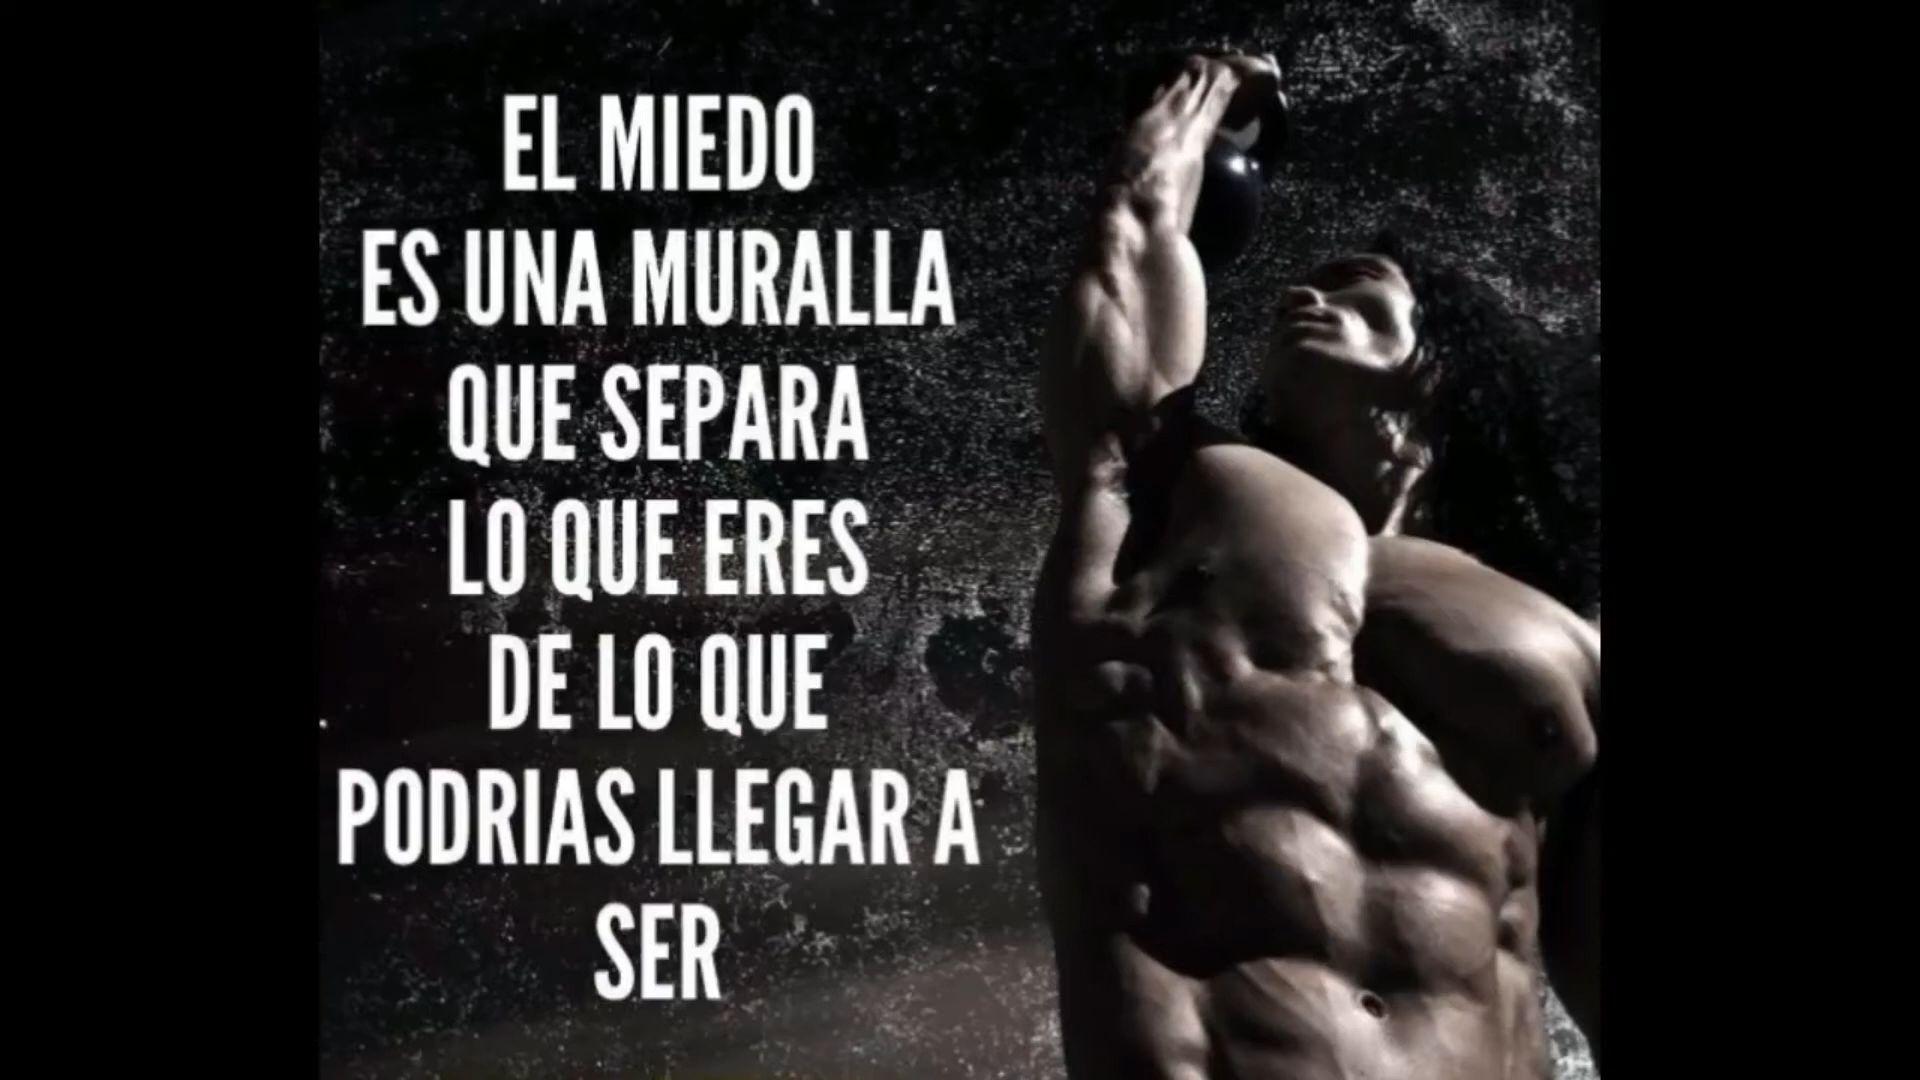 EL MIEDO
ES UNA MURALLA
QUE SEPARA
LO QUE ERES
DE LO QUE
PODRIAS LLEGAR A
SER